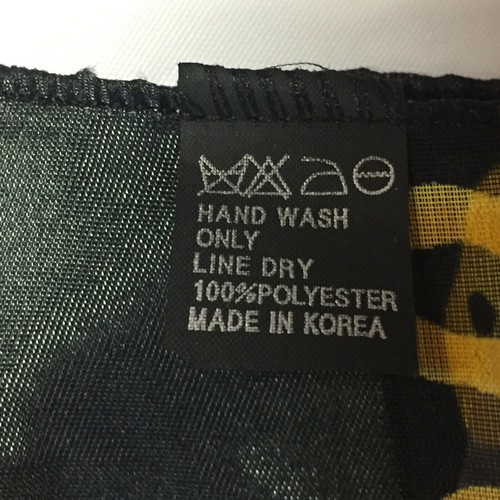 HAND WASH
ONLY
LINE DRY
100%POLYESTER
MADE IN KOREA